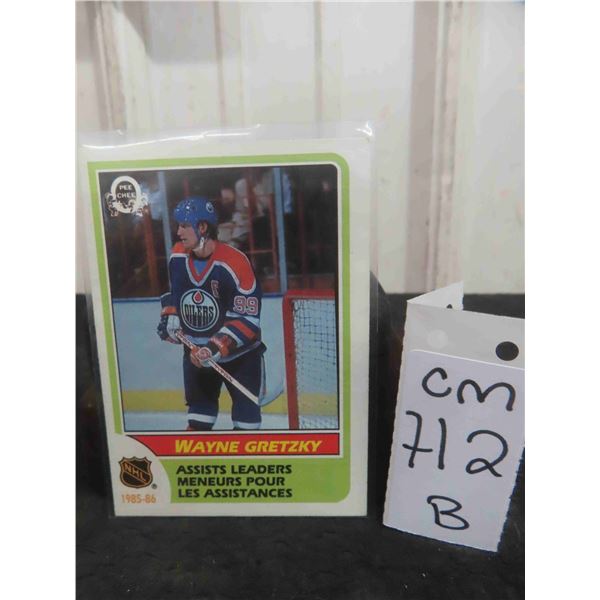 O
PEE
CHEE
OILERS
99
WAYNE GRETZKY
ASSISTS LEADERS
MENEURS POUR
LES ASSISTANCES
NHL
®
1985-86
CM
712
B